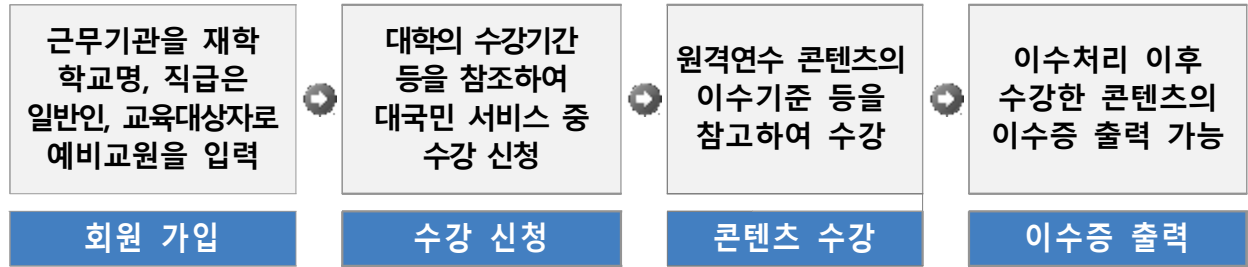 근무기관을 재학
학교명, 직급은
일반인, 교육대상자로
예비교원을 입력
회원 가입
대학의 수강기간
등을 참조하여
대국민 서비스 중
수강 신청
수강 신청
원격연수 콘텐츠의
이수기준 등을
참고하여 수강
콘텐츠 수강
이수처리 이후
수강한 콘텐츠의
이수증 출력 가능
이수증 출력